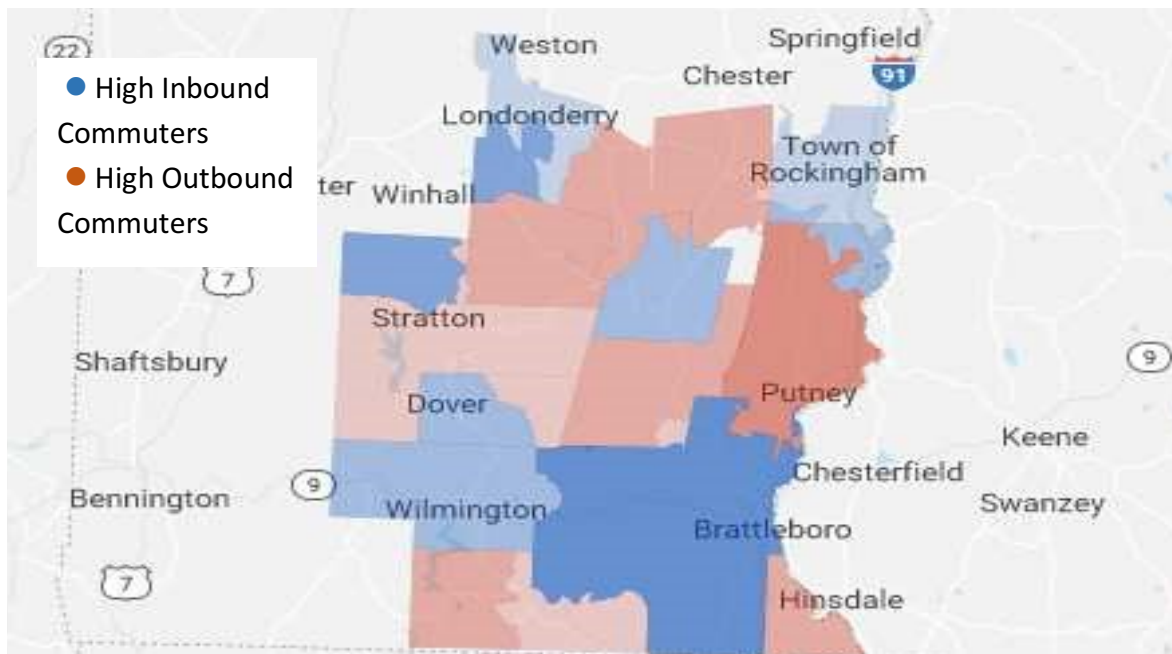 Weston
Springfield
22
Chester
91
High Inbound
Commuters
Londonderry
Town of
Rockingham
High Outbound
Commuters
ter
Winhall
7
Stratton
Shaftsbury
9
Dover
Putney
Keene
Chesterfield
9
Bennington
Wilmington
Swanzey
Brattleboro
7
Hinsdale